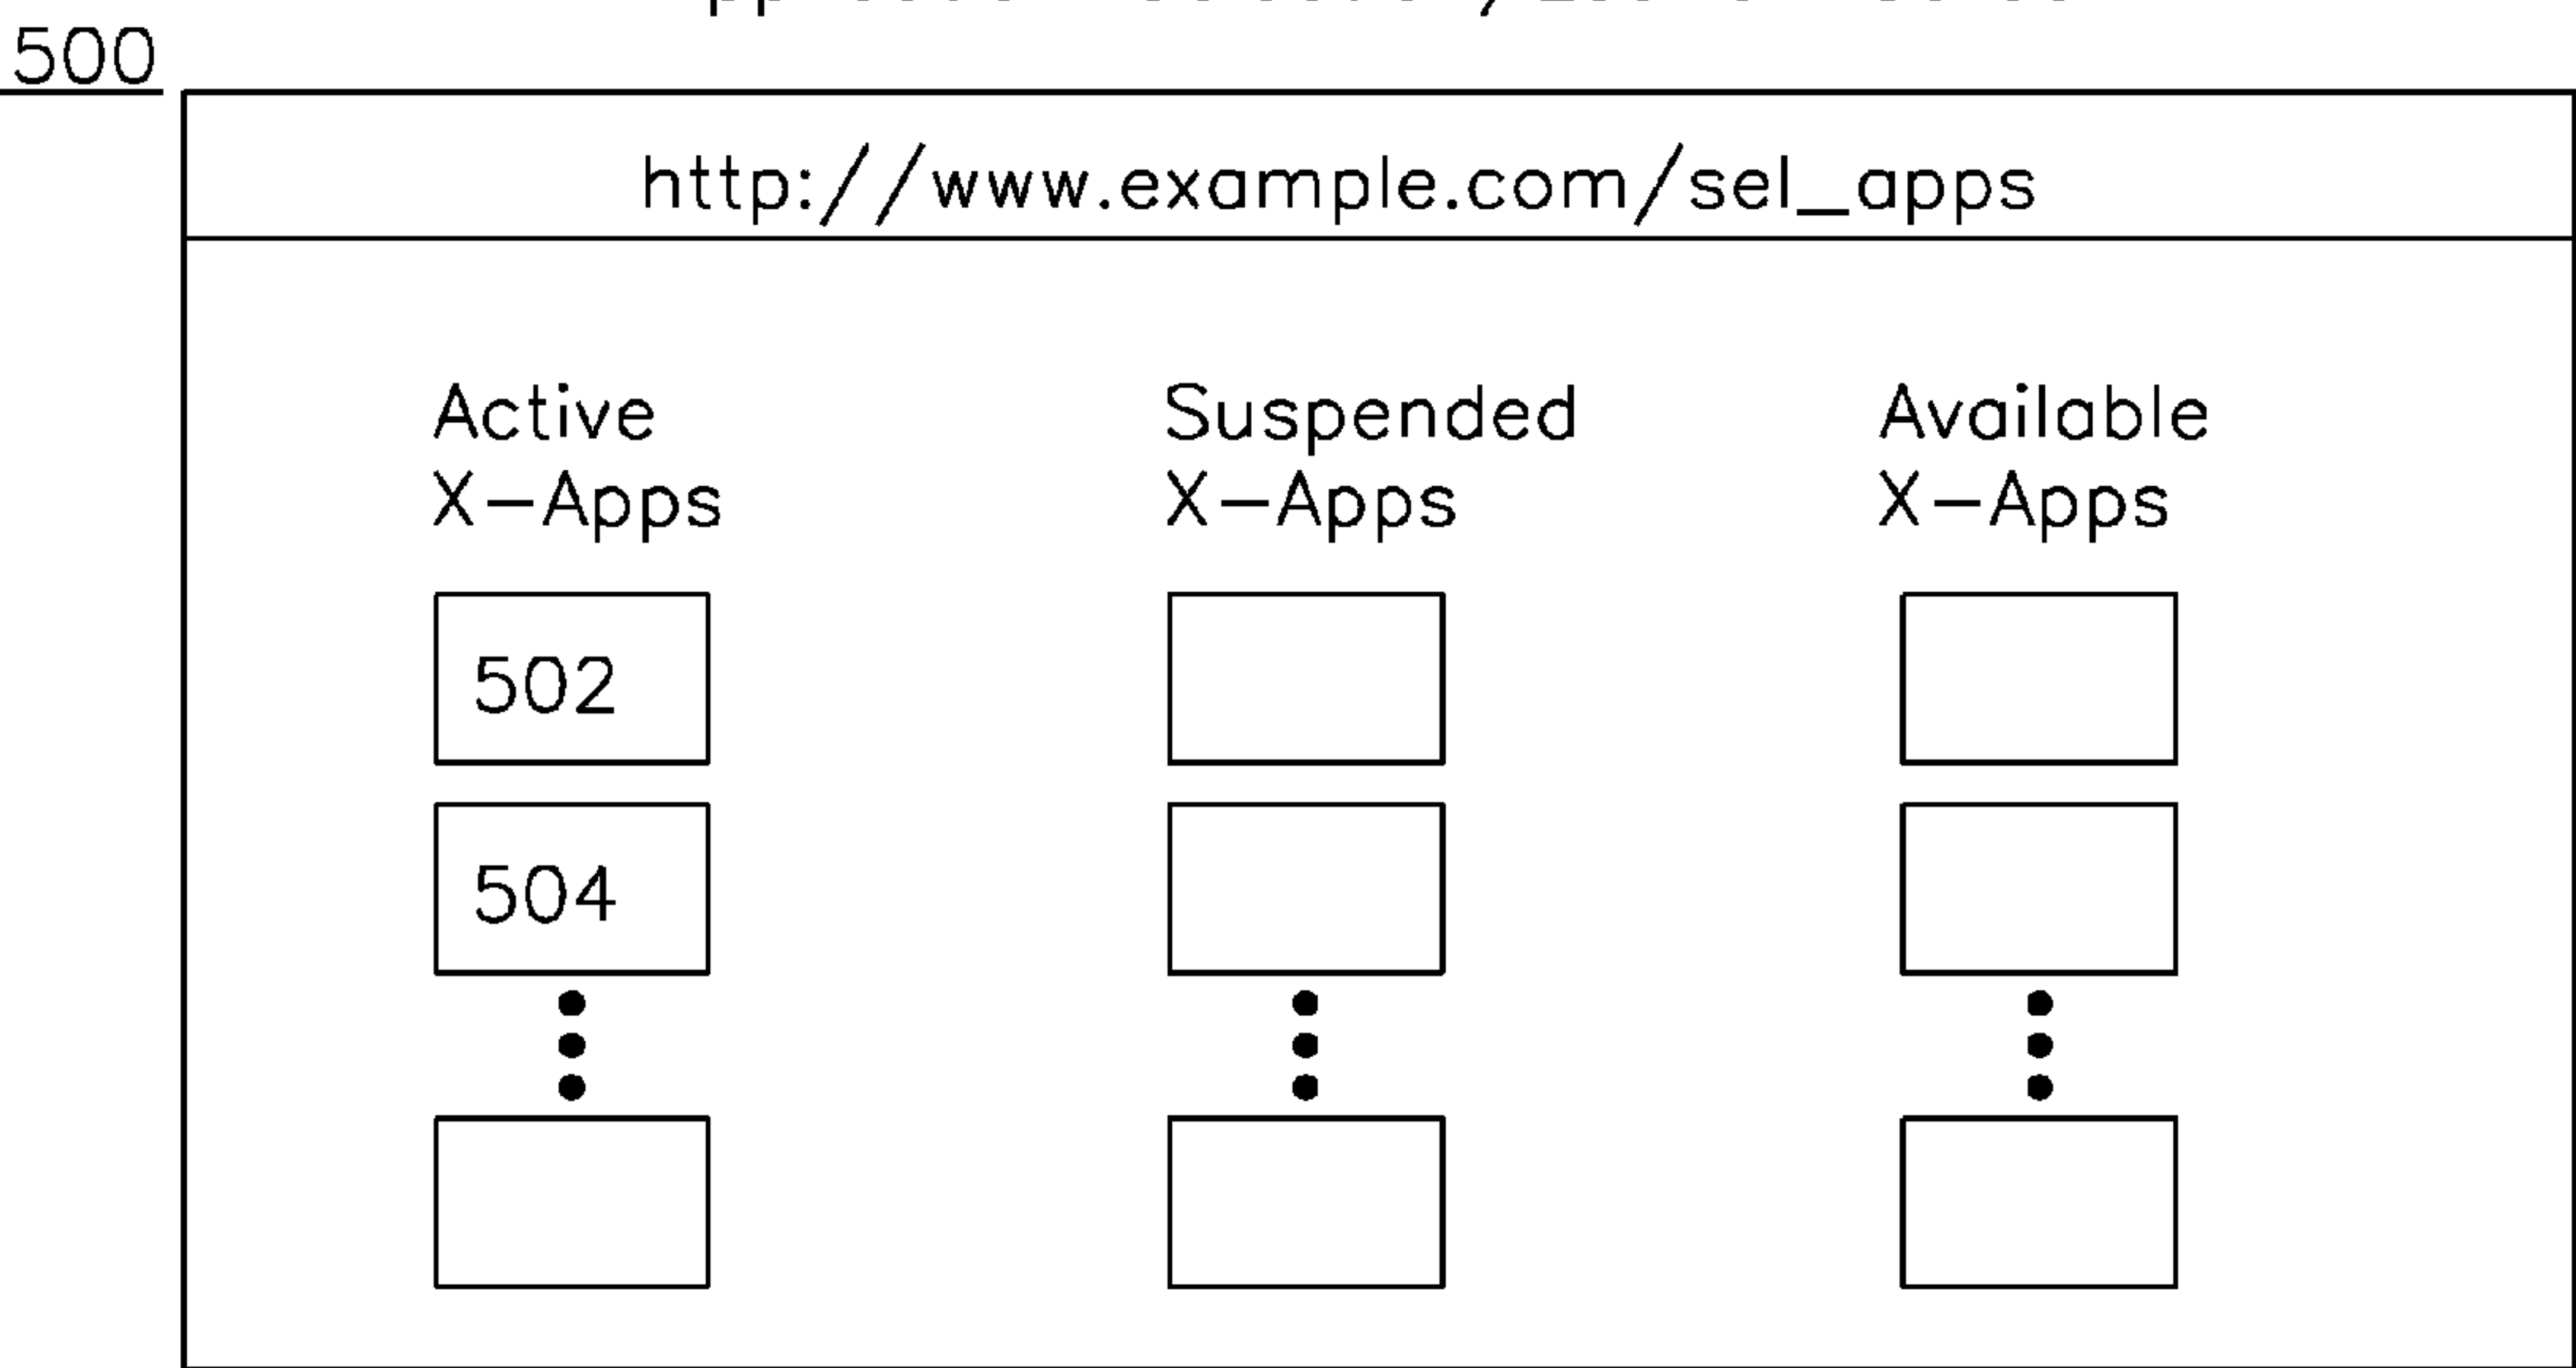 500
http://www.example.com/sel_apps
Active
X-Apps
Suspended
X-Apps
Available
X-Apps
502
504